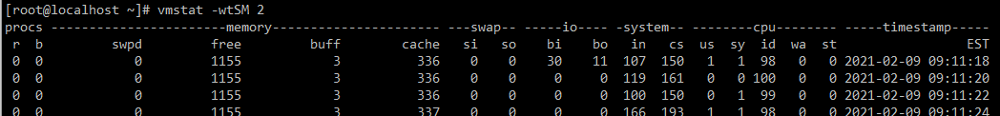 [root@localhost ~]# vmstat -wtSM 2
procs -----------------------memory---------------------- ---swap-- -----io---- -system-- --------cpu-------- -----timestamp-----
r b swpd free buff cache si so bi bo in cs us sy id wa st EST
0 0 0 1155 3 336 0 0 30 11 107 150 1 1 98 0 0 2021-02-09 09:11:18
0 0 0 1155 3 336 0 0 0 0 119 161 0 0 100 0 0 2021-02-09 09:11:20
0 0 0 1155 3 336 0 0 0 0 100 150 0 1 99 0 0 2021-02-09 09:11:22
0 0 0 1155 3 337 0 0 0 0 166 193 1 1 98 0 0 2021-02-09 09:11:24